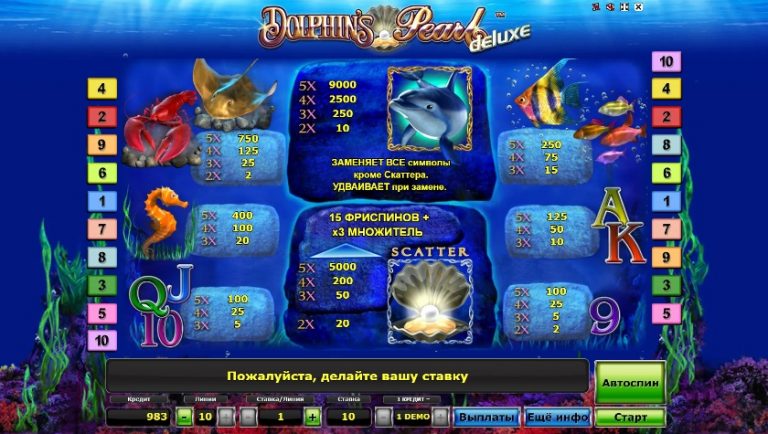 DOLPHIN'S Pearl™
deluxe
10
4
2
9
6
1
7
8
3
5
10
4
2
8
6
1
7
9
3
5
5X 750
4X 125
3X 25
2X 2
5X 9000
4X 2500
3X 250
2X 10
ЗАМЕНЯЕТ ВСЕ символы
кроме Скаттера.
УДВАИВАЕТ при замене.
5X 250
4X 75
3X 15
5X 400
4X 100
3X 20
15 ФРИСПИНОВ +
x3 МНОЖИТЕЛЬ
5X 5000
4X 200
3X 50
2X 20
SCATTER
5X 125
4X 50
3X 10
A
K
Q
J
10
5X 100
4X 25
3X 5
5X 100
4X 25
3X 5
2X 2
9
Пожалуйста, делайте вашу ставку
Автоспин
Кредит Линии Ставка/Линия Ставка 1 КРЕДИТ =
983 - 10 1 + 10 1 DEMO Выплаты Ещё инфо Старт